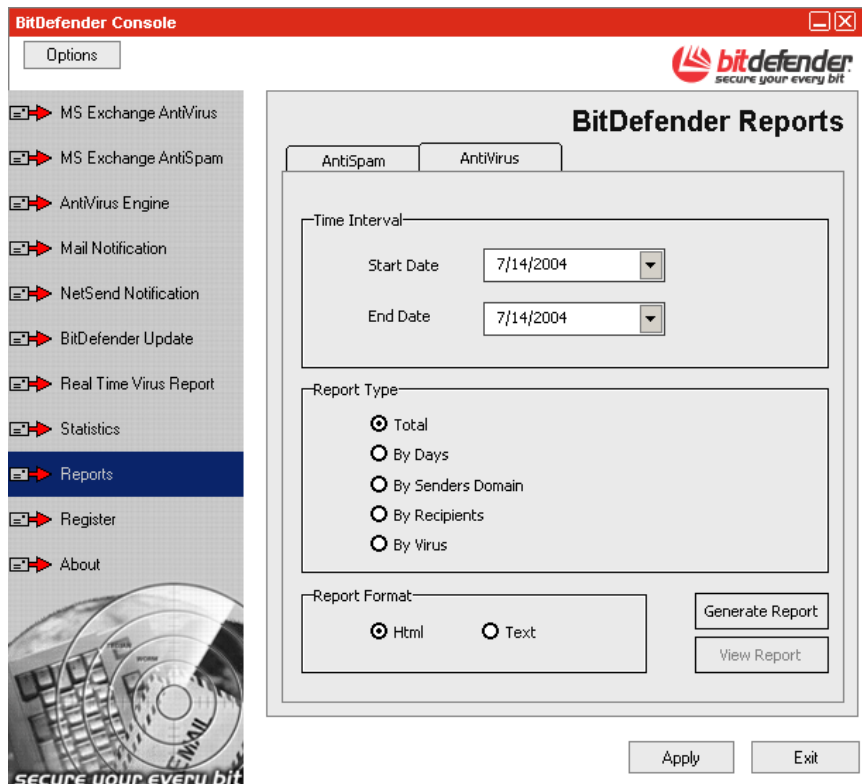 BitDefender Console
Options
bitdefender
secure your every bit
MS Exchange AntiVirus
MS Exchange AntiSpam
AntiVirus Engine
Mail Notification
NetSend Notification
BitDefender Update
Real Time Virus Report
Statistics
Reports
Register
About
TROJAN
WORM
EMAIL
secure your every bit
BitDefender Reports
AntiSpam
AntiVirus
Time Interval
Start Date
7/14/2004
End Date
7/14/2004
Report Type
Total
By Days
By Senders Domain
By Recipients
By Virus
Report Format
Html
Text
Generate Report
View Report
Apply
Exit